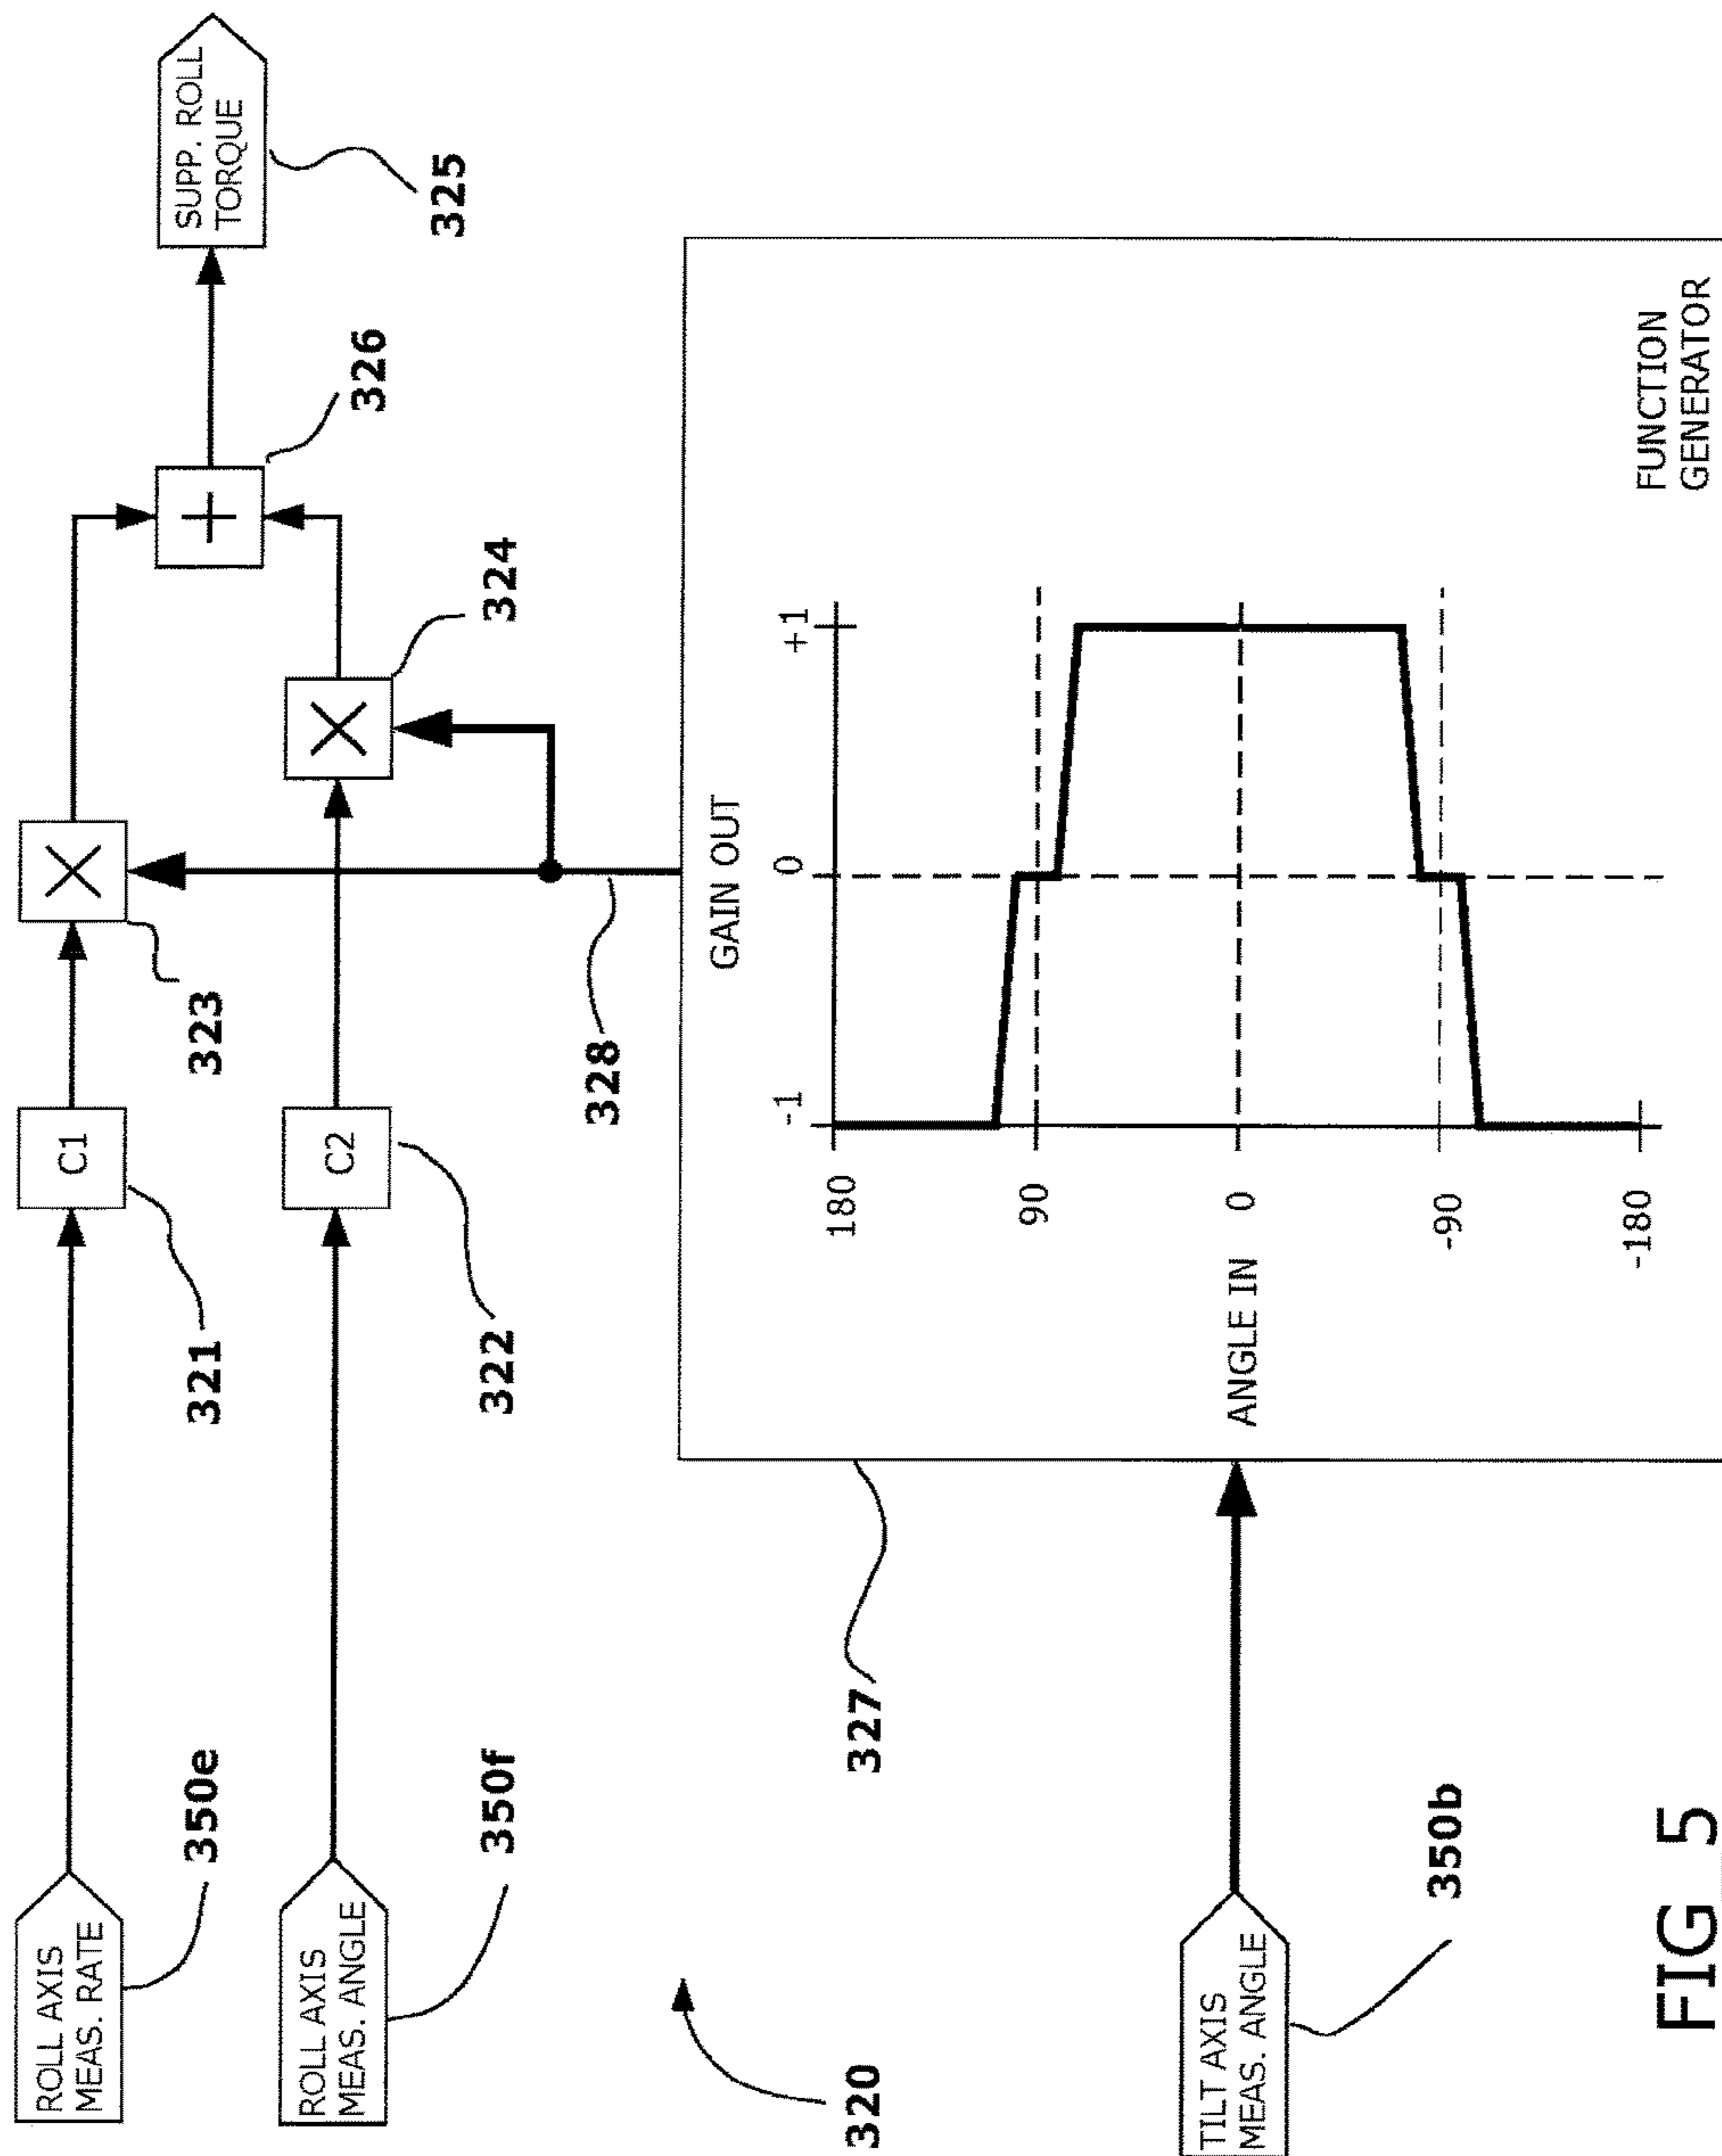 ROLL AXIS
MEAS. RATE
350e
C1
321
323
ROLL AXIS
MEAS. ANGLE
350f
C2
322
324
326
SUPP. ROLL
TORQUE
325
328
320
327
GAIN OUT
-1
0
+1
180
90
ANGLE IN
0
-90
-180
FUNCTION
GENERATOR
TILT AXIS
MEAS. ANGLE
350b
FIG 5